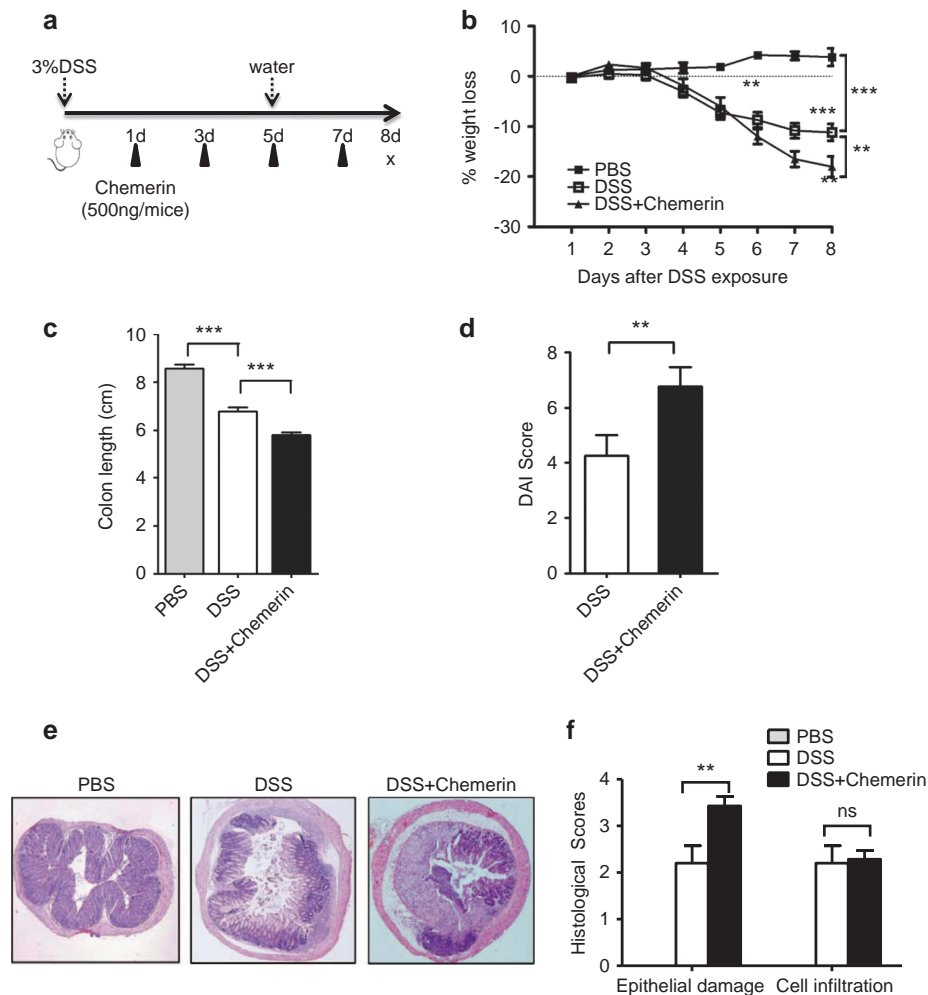 a
3%DSS
water
1d 3d 5d 7d 8d
x
Chemerin
(500ng/mice)
b
% weight loss
10
0
-10
-20
-30
**
***
***
**
**
PBS
DSS
DSS+Chemerin
1 2 3 4 5 6 7 8
Days after DSS exposure
c
Colon length (cm)
10
8
6
4
2
0
***
***
PBS
DSS
DSS+Chemerin
d
DAI Score
8
6
4
2
0
**
DSS
DSS+Chemerin
e
PBS
DSS
DSS+Chemerin
f
PBS
DSS
DSS+Chemerin
Histological Scores
4
3
2
1
0
**
ns
Epithelial damage
Cell infiltration